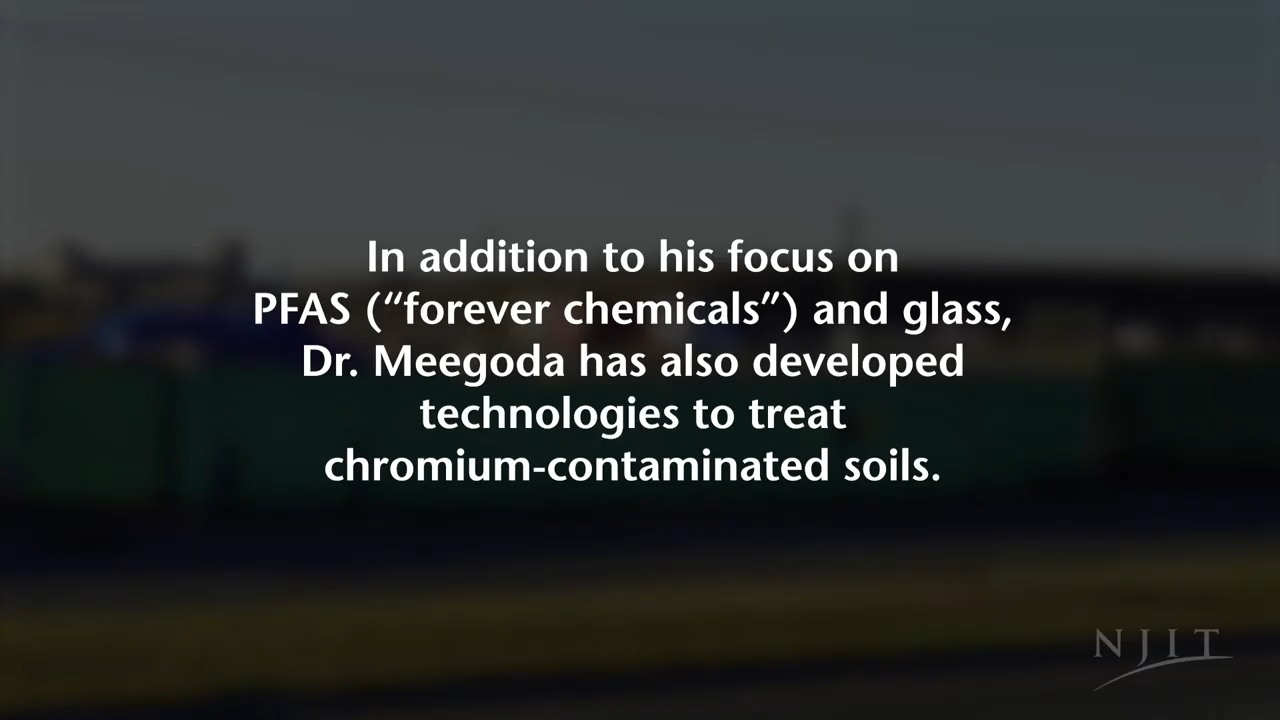 In addition to his focus on
PFAS (“forever chemicals”) and glass,
Dr. Meegoda has also developed
technologies to treat
chromium-contaminated soils.
NJIT